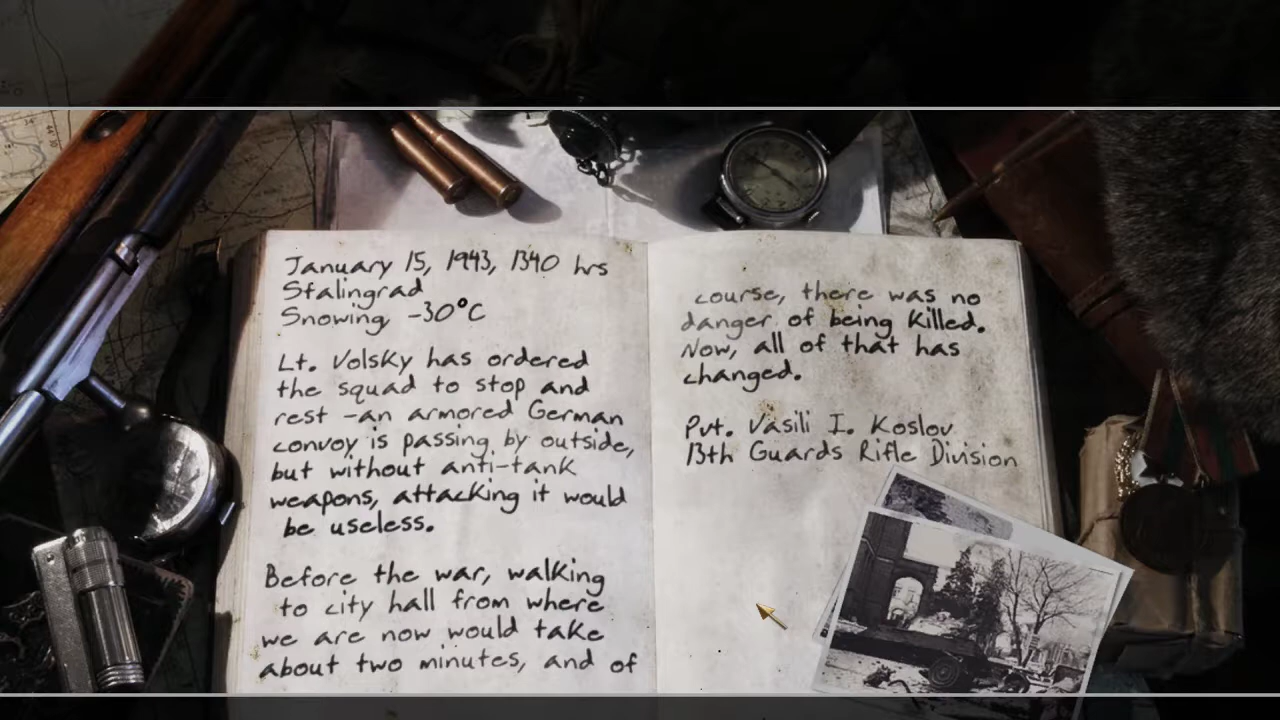 January 15, 1943, 1340 hrs
Stalingrad
Snowing -30°C
Lt. Volsky has ordered
the squad to stop and
rest -an armored German
convoy is passing by outside,
but without anti-tank
weapons, attacking it would
be useless.
Before the war, walking
to city hall from where
we are now would take
about two minutes, and of
course, there was no
danger of being killed.
Now, all of that has
changed.
Pvt. Vasili I. Koslov
13th Guards Rifle Division